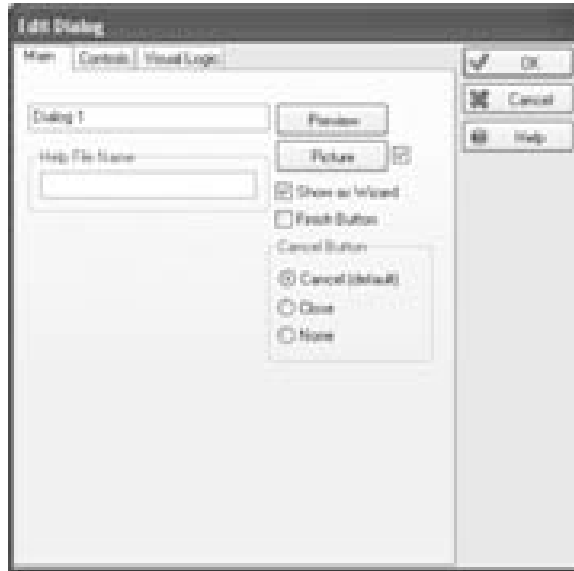 Edit Dialog
Main Controls Visual Logic
OK
Cancel
Help
Dialog 1
Preview
Help File Name
Picture
Show as Wizard
Finish Button
Cancel Button
Cancel (default)
Close
None